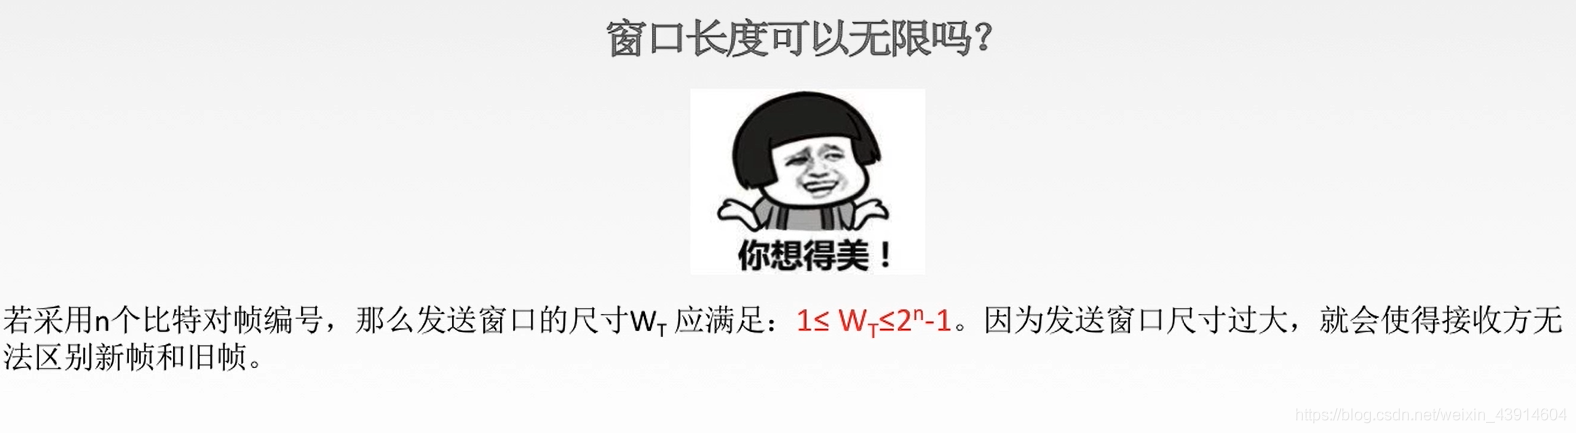 窗口长度可以无限吗？
你想得美！
若采用n个比特对帧编号，那么发送窗口的尺寸W_T 应满足：1≤ W_T≤2^n-1。因为发送窗口尺寸过大，就会使得接收方无
法区别新帧和旧帧。
https://blog.csdn.net/weixin_43914604